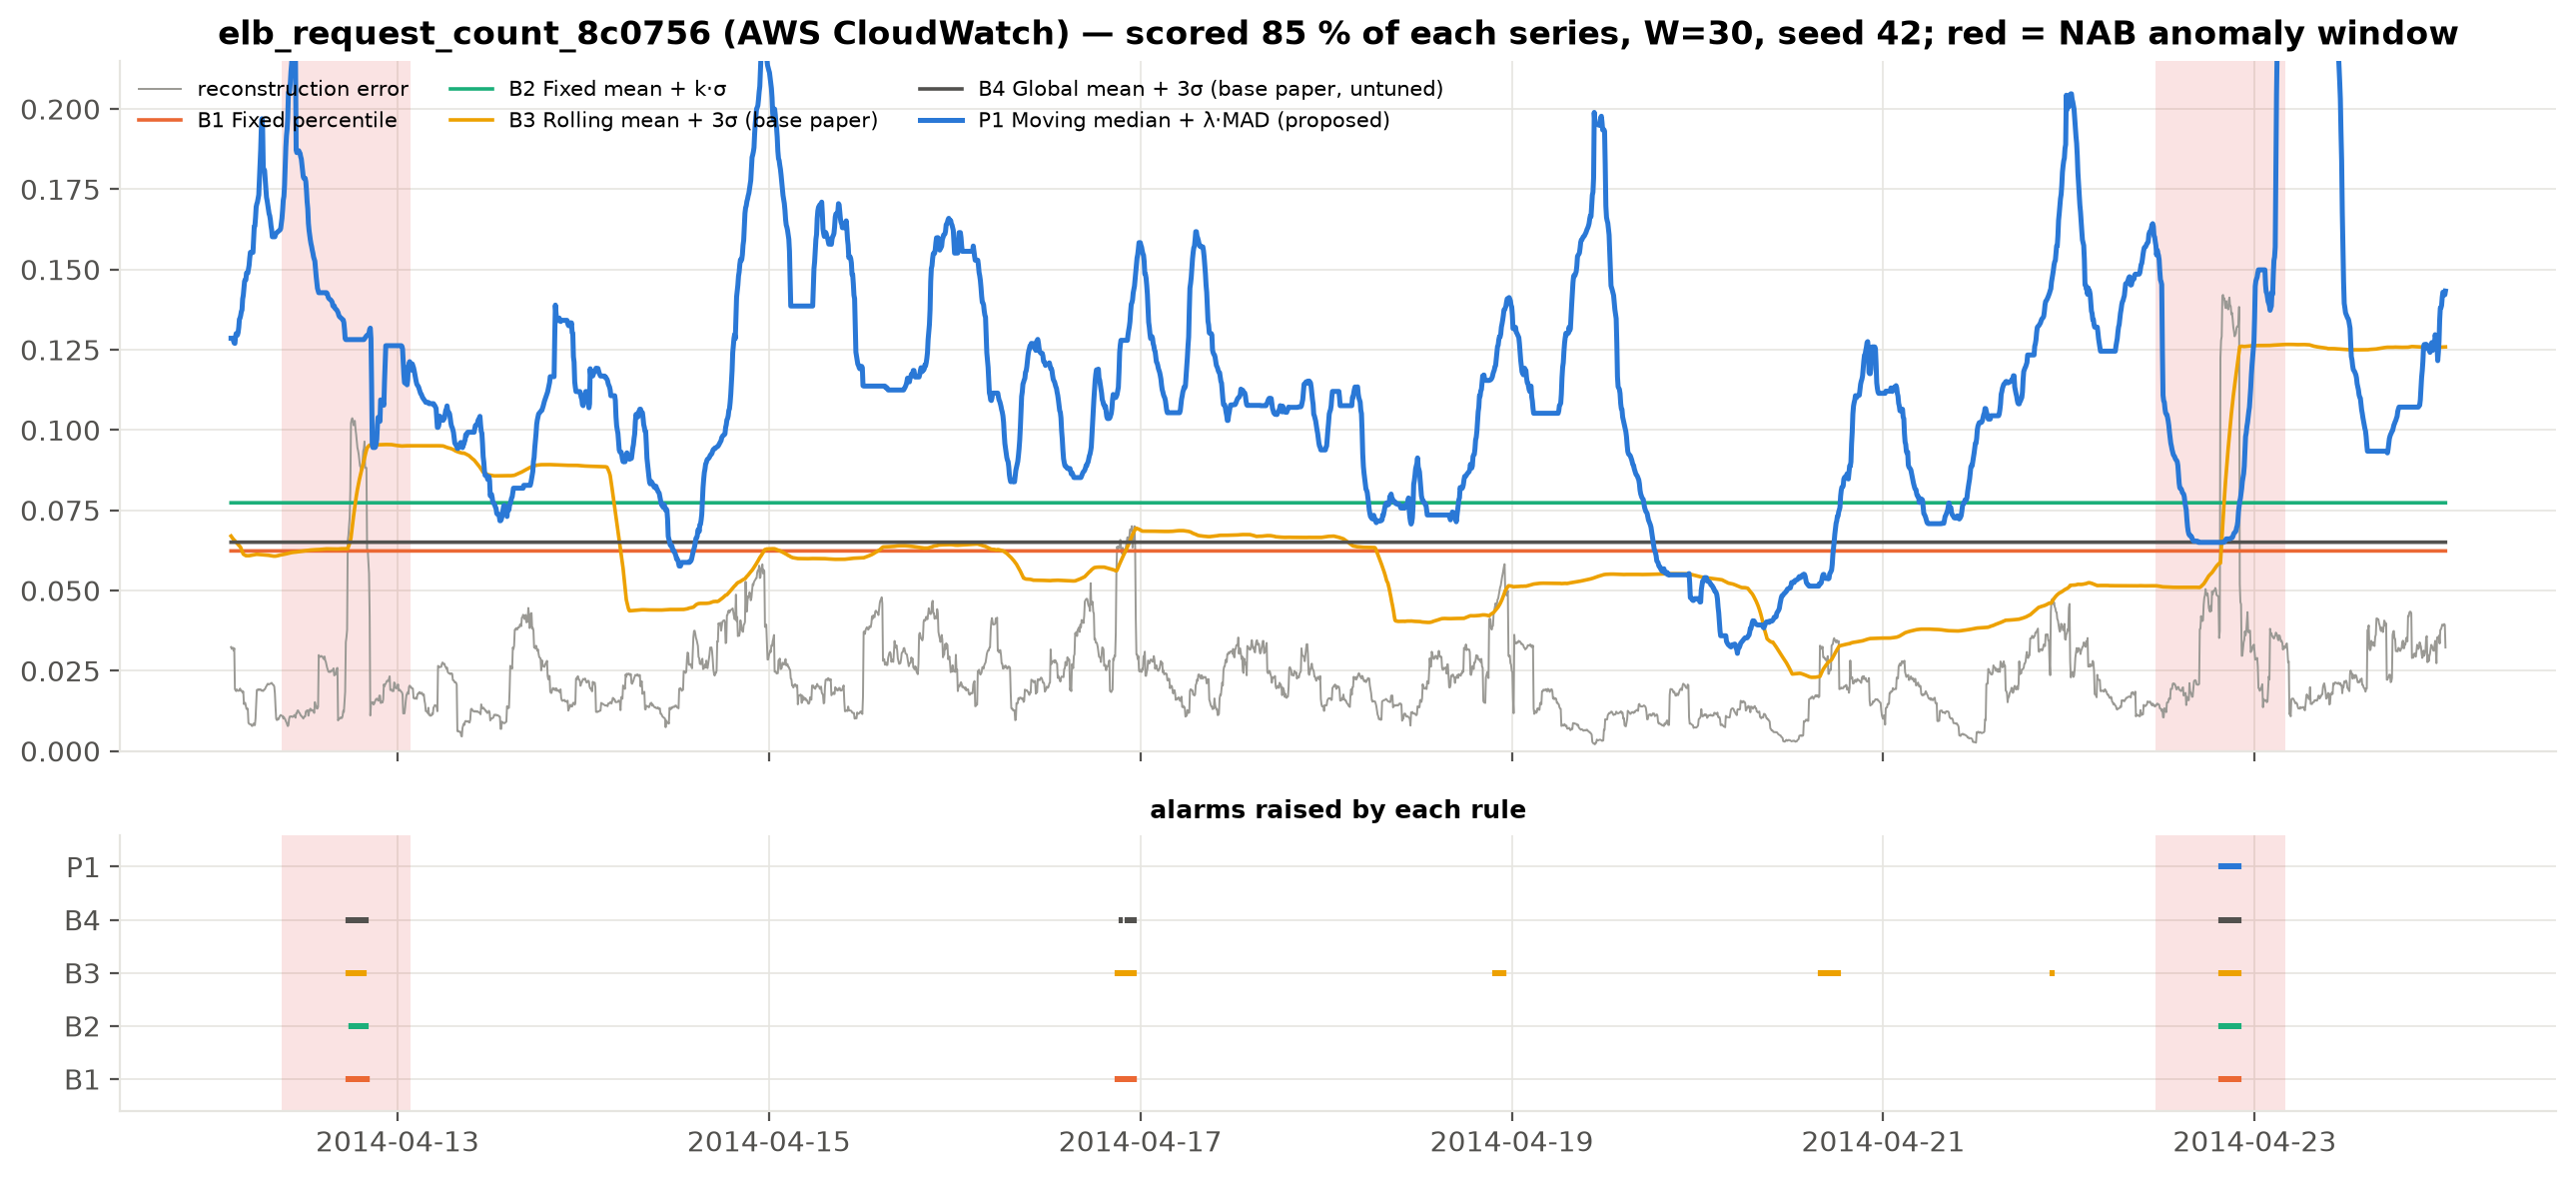 elb_request_count_8c0756 (AWS CloudWatch) — scored 85 % of each series, W=30, seed 42; red = NAB anomaly window
reconstruction error
B1 Fixed percentile
B2 Fixed mean + k·σ
B3 Rolling mean + 3σ (base paper)
B4 Global mean + 3σ (base paper, untuned)
P1 Moving median + λ·MAD (proposed)
0.200
0.175
0.150
0.125
0.100
0.075
0.050
0.025
0.000
alarms raised by each rule
P1
B4
B3
B2
B1
2014-04-13 2014-04-15 2014-04-17 2014-04-19 2014-04-21 2014-04-23